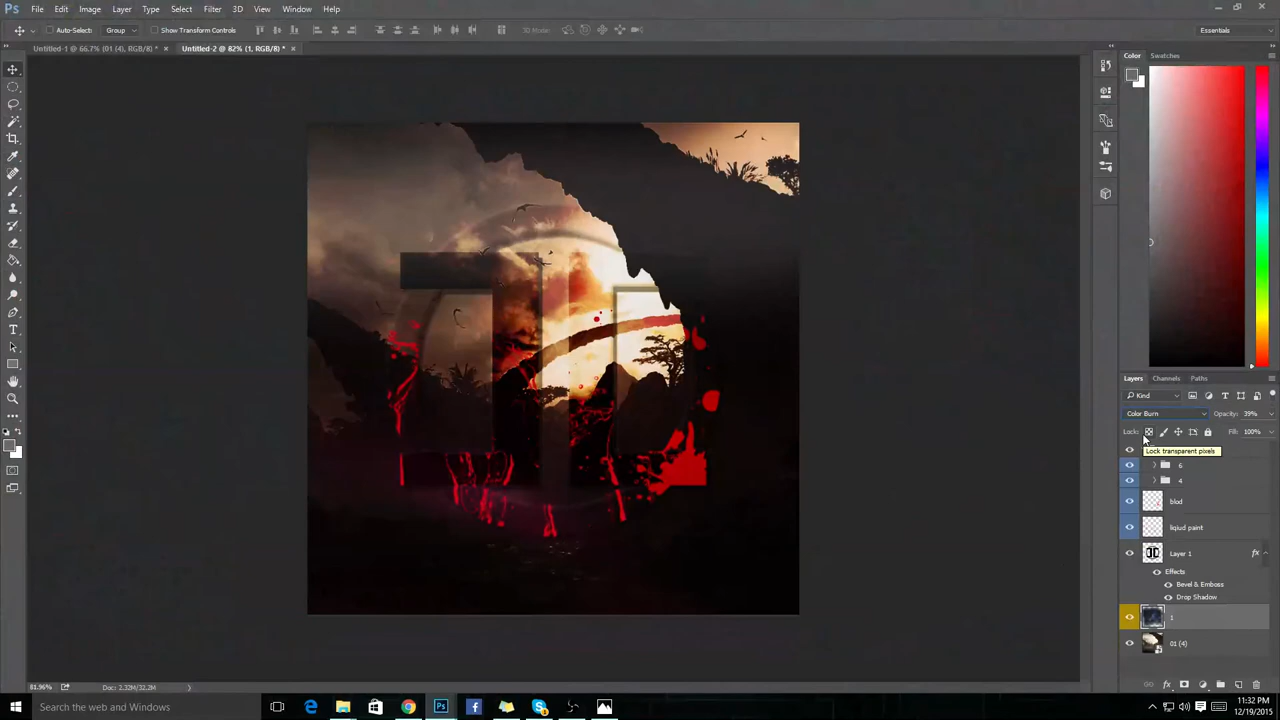 Ps File Edit Image Layer Type Select Filter 3D View Window Help
Auto-Select: Group Show Transform Controls 3D Mode: Essentials
Untitled-1 @ 66.7% (01 (4), RGB/8) * × Untitled-2 @ 82% (1, RGB/8) * ×
Color Swatches
Layers Channels Paths
Kind
Color Burn Opacity: 39%
Lock: Fill: 100%
Lock transparent pixels
6
4
blod
liqiud paint
Layer 1 fx
Effects
Bevel & Emboss
Drop Shadow
1
01 (4)
81.96% Doc: 2.32M/32.2M
Search the web and Windows
11:32 PM
12/19/2015